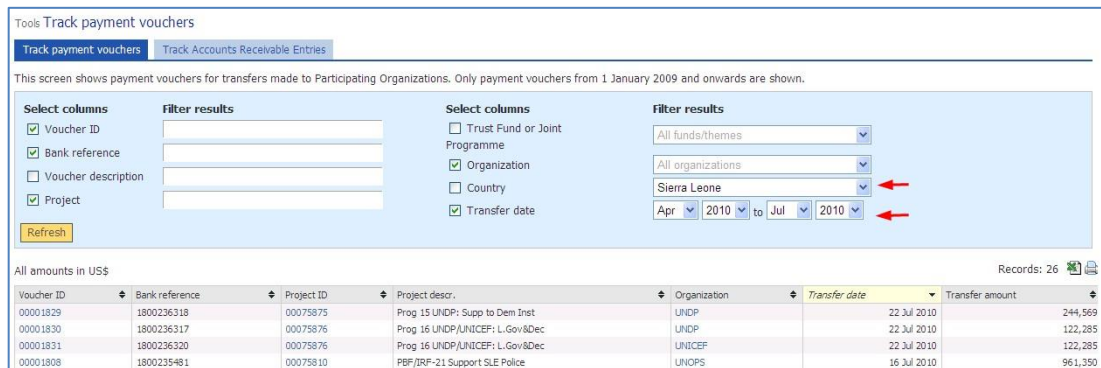 Tools Track payment vouchers
Track payment vouchers Track Accounts Receivable Entries
This screen shows payment vouchers for transfers made to Participating Organizations. Only payment vouchers from 1 January 2009 and onwards are shown.
Select columns Filter results Select columns Filter results
Voucher ID Trust Fund or Joint Programme All funds/themes
Bank reference Organization All organizations
Voucher description Country Sierra Leone
Project Transfer date Apr 2010 to Jul 2010
Refresh
All amounts in US$ Records: 26
Voucher ID Bank reference Project ID Project descr. Organization Transfer date Transfer amount
00001829 1800236318 00075875 Prog 15 UNDP: Supp to Dem Inst UNDP 22 Jul 2010 244,569
00001830 1800236317 00075876 Prog 16 UNDP/UNICEF: L.Gov&Dec UNDP 22 Jul 2010 122,285
00001831 1800236320 00075876 Prog 16 UNDP/UNICEF: L.Gov&Dec UNICEF 22 Jul 2010 122,285
00001808 1800235481 00075810 PBF/IRF-21 Support SLE Police UNOPS 16 Jul 2010 961,350